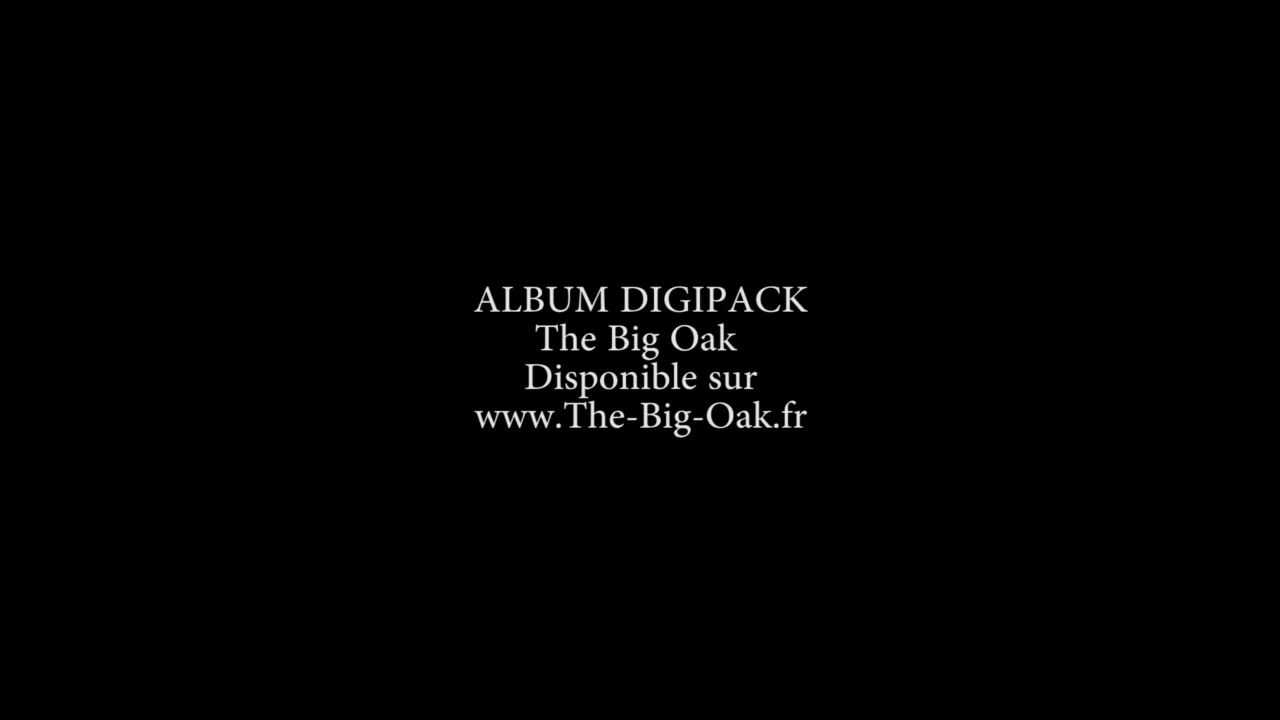 ALBUM DIGIPACK
The Big Oak
Disponible sur
www.The-Big-Oak.fr